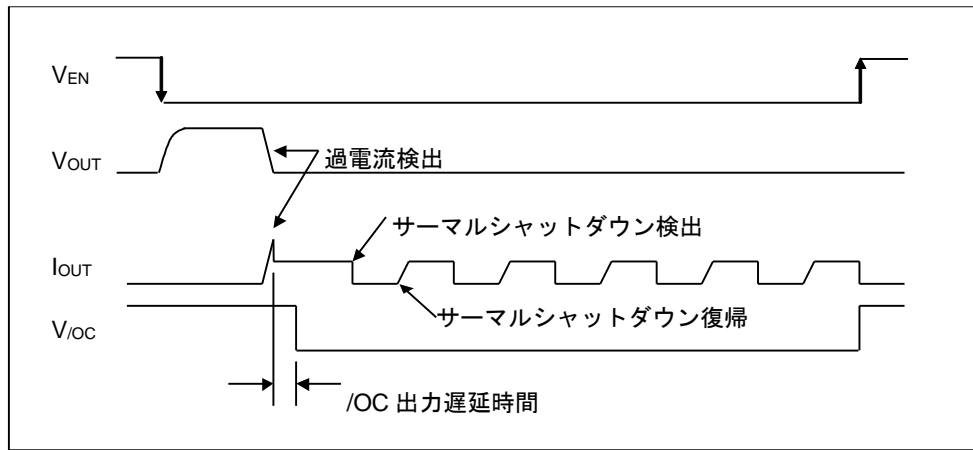 VEN
VOUT
過電流検出
サーマルシャットダウン検出
IOUT
サーマルシャットダウン復帰
V/OC
/OC 出力遅延時間